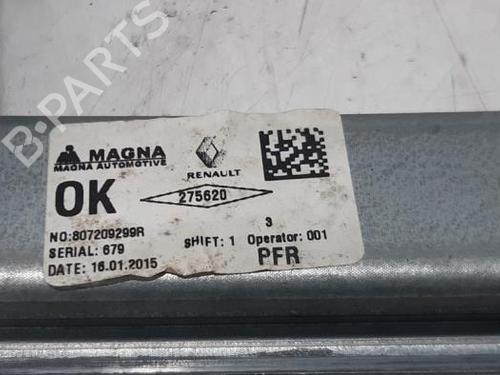 B-PARTS
MAGNA
MAGNA AUTOMOTIVE
RENAULT
OK
275620
3
NO:807209299R
SERIAL: 679
SHIFT: 1 Operator: 001
DATE: 16.01.2015
PFR